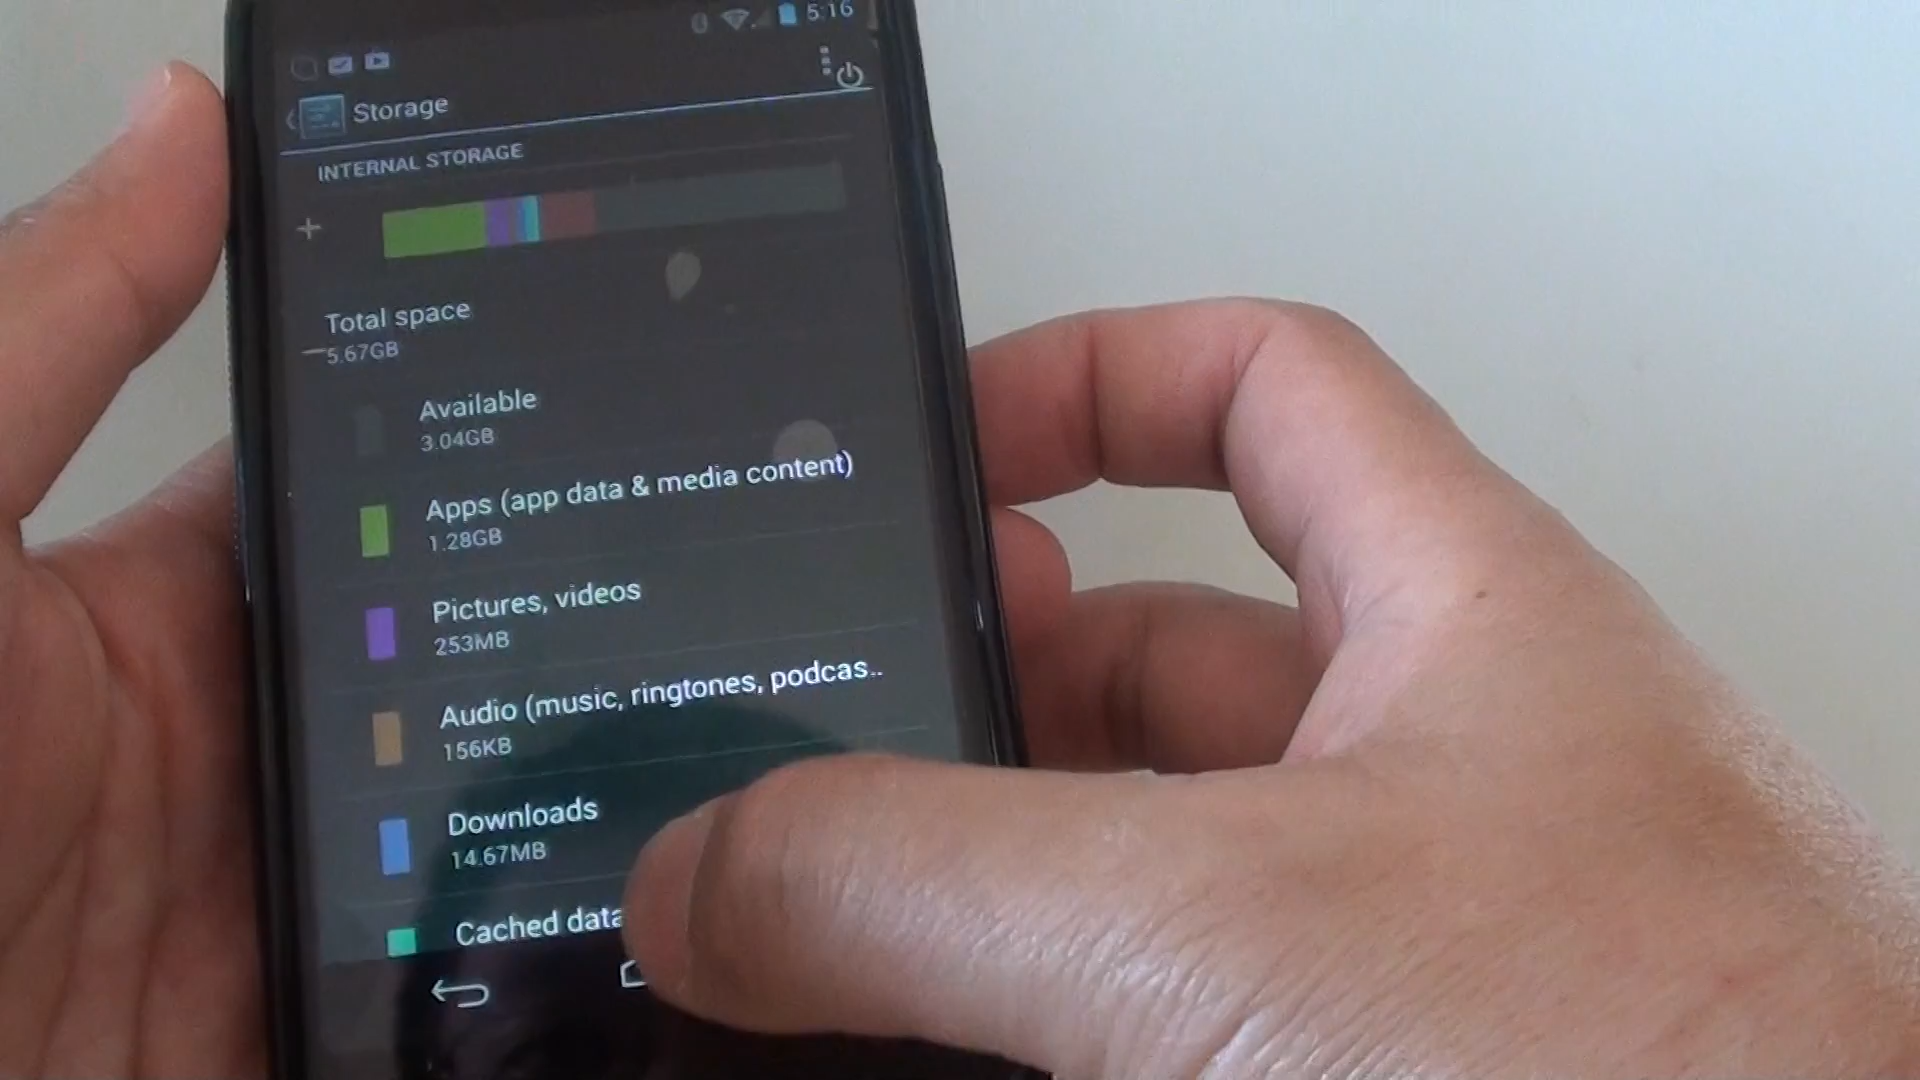 5:16
Storage
INTERNAL STORAGE
Total space
5.67GB
Available
3.04GB
Apps (app data & media content)
1.28GB
Pictures, videos
253MB
Audio (music, ringtones, podcas..
156KB
Downloads
14.67MB
Cached data